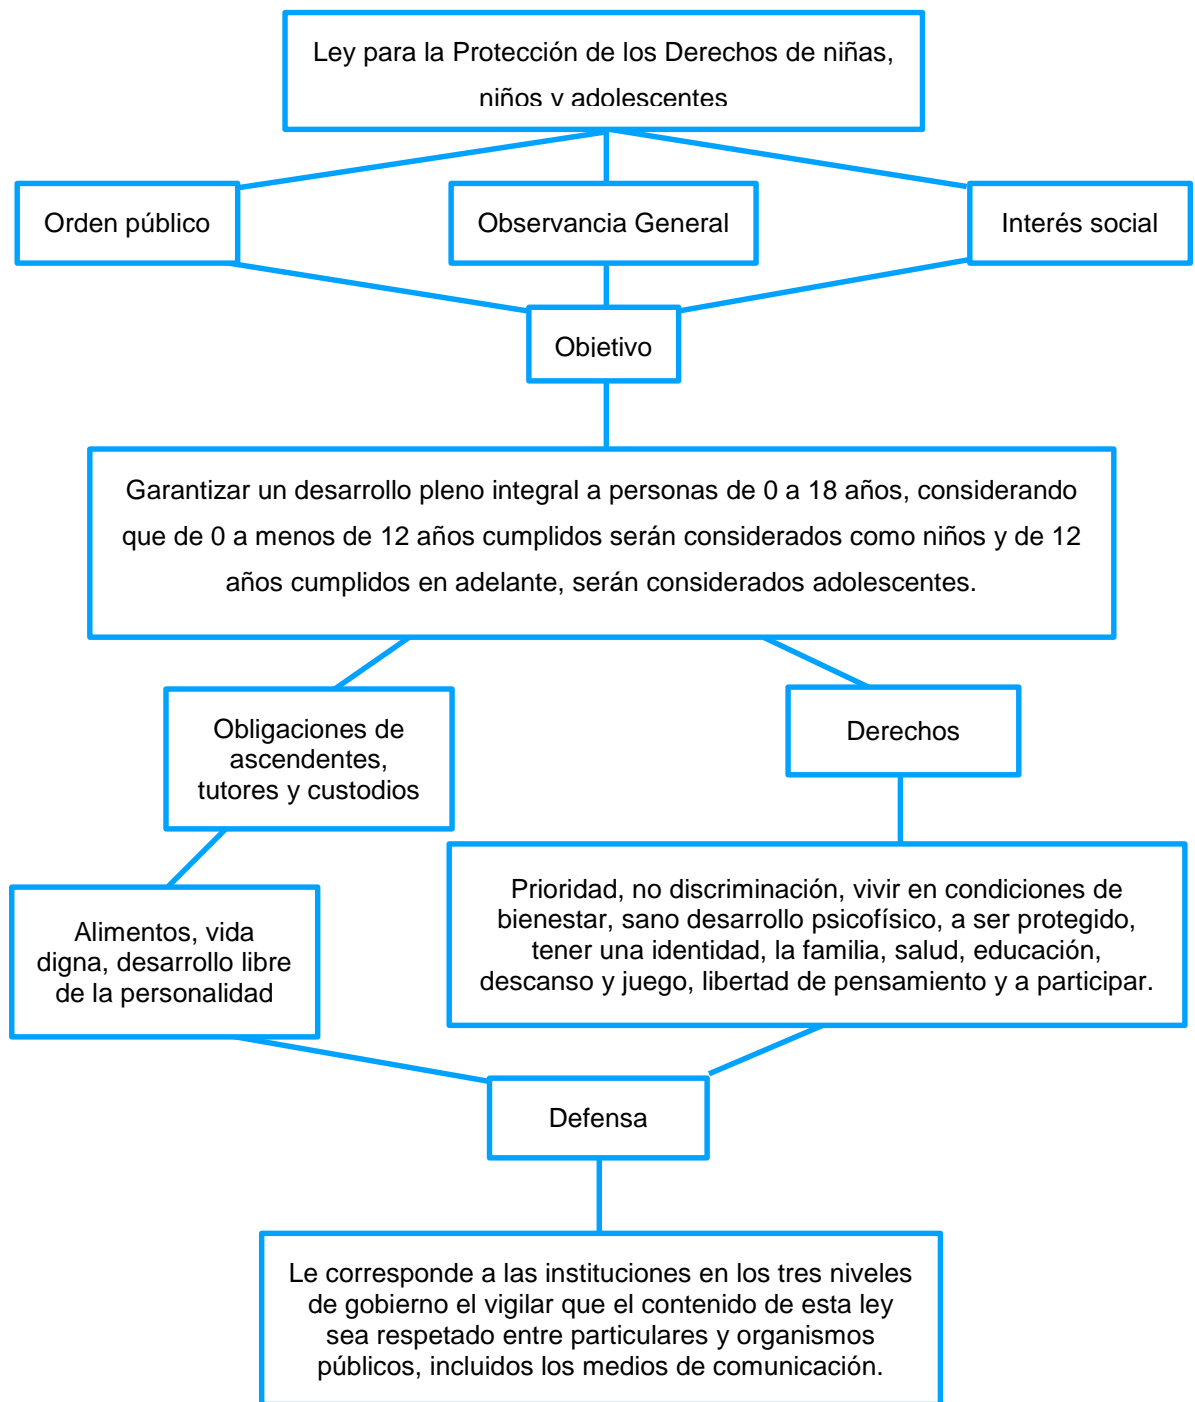 Ley para la Protección de los Derechos de niñas,
niños y adolescentes
Orden público
Observancia General
Interés social
Objetivo
Garantizar un desarrollo pleno integral a personas de 0 a 18 años, considerando
que de 0 a menos de 12 años cumplidos serán considerados como niños y de 12
años cumplidos en adelante, serán considerados adolescentes.
Obligaciones de
ascendentes,
tutores y custodios
Derechos
Alimentos, vida
digna, desarrollo libre
de la personalidad
Prioridad, no discriminación, vivir en condiciones de
bienestar, sano desarrollo psicofísico, a ser protegido,
tener una identidad, la familia, salud, educación,
descanso y juego, libertad de pensamiento y a participar.
Defensa
Le corresponde a las instituciones en los tres niveles
de gobierno el vigilar que el contenido de esta ley
sea respetado entre particulares y organismos
públicos, incluidos los medios de comunicación.